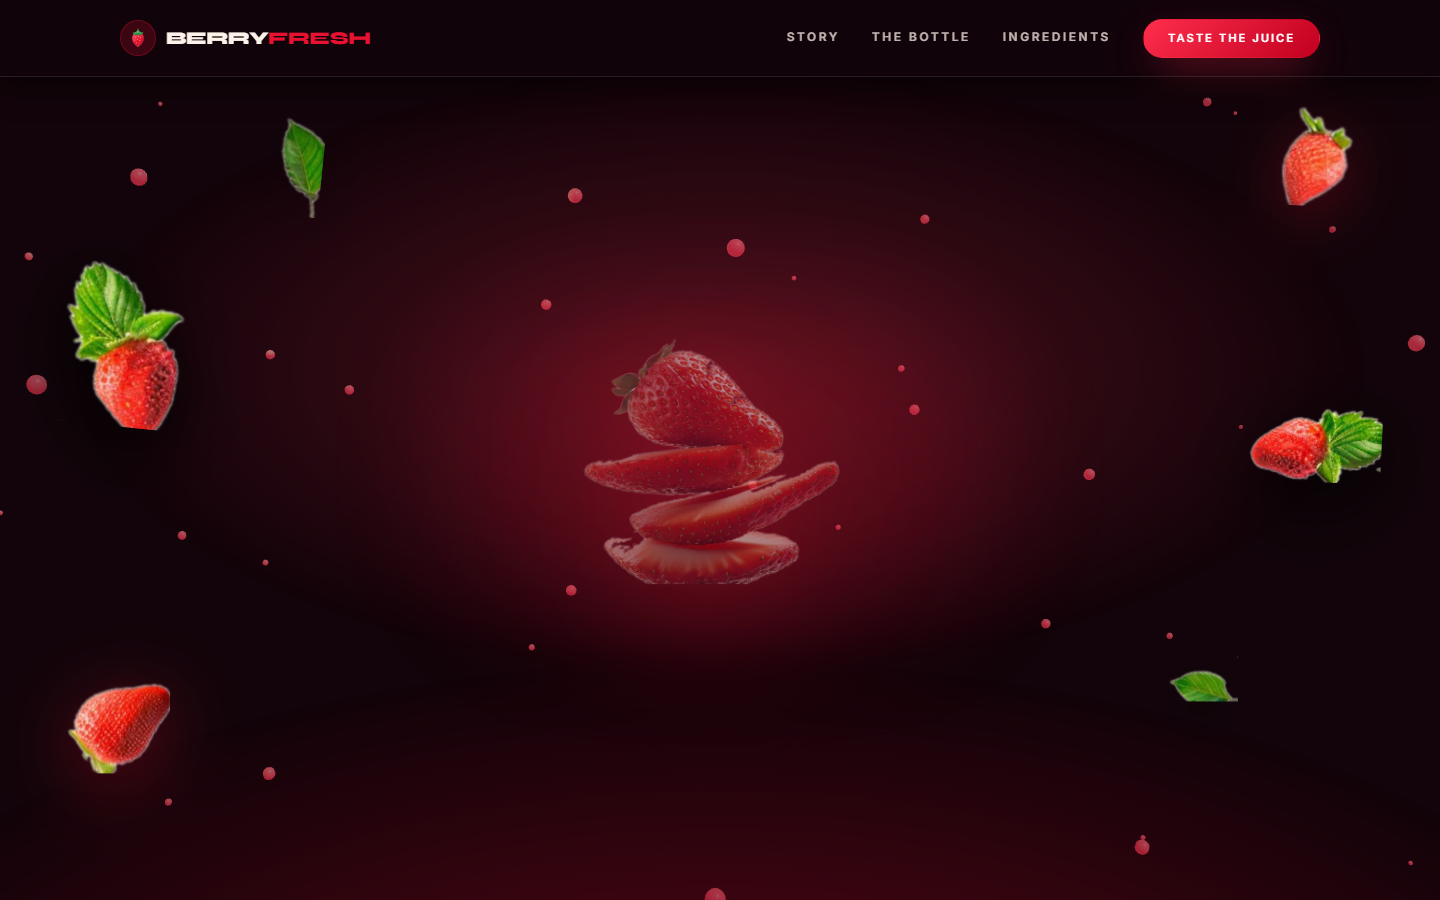 BERRYFRESH
STORY
THE BOTTLE
INGREDIENTS
TASTE THE JUICE